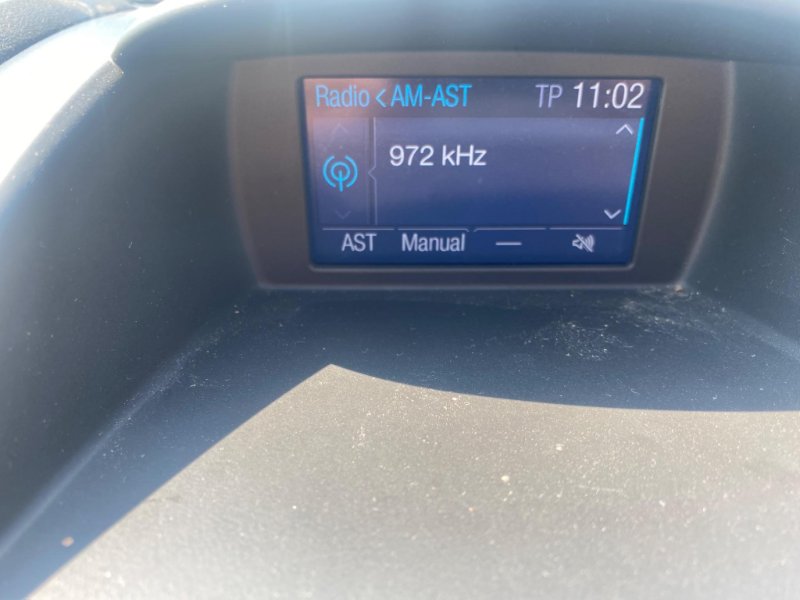 Radio < AM-AST TP 11:02
972 kHz
AST Manual —